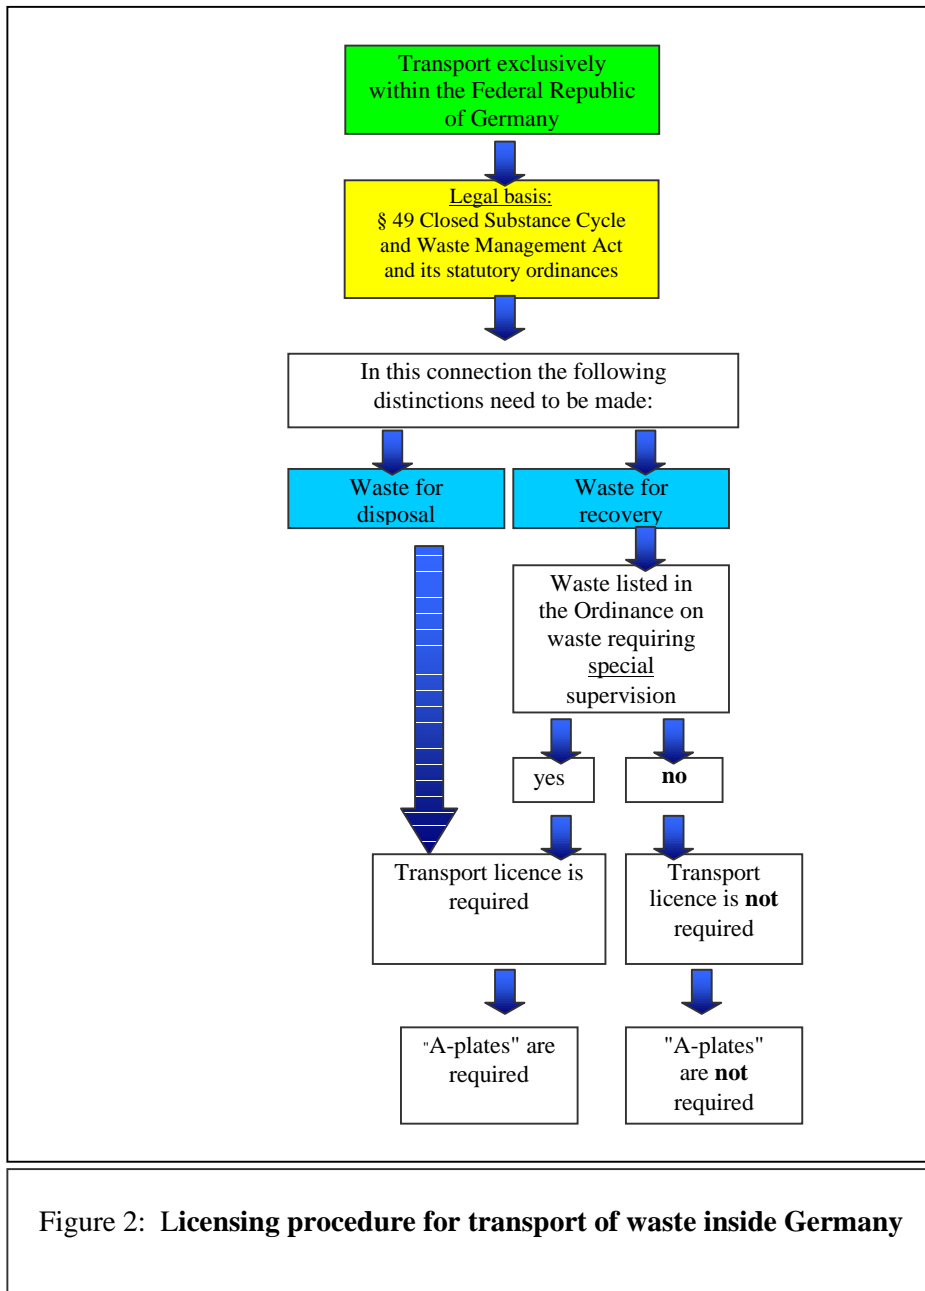 Transport exclusively
within the Federal Republic
of Germany
Legal basis:
§ 49 Closed Substance Cycle
and Waste Management Act
and its statutory ordinances
In this connection the following
distinctions need to be made:
Waste for
disposal
Waste for
recovery
Waste listed in
the Ordinance on
waste requiring
special
supervision
yes
no
Transport licence is
required
Transport
licence is not
required
"A-plates" are
required
"A-plates"
are not
required
Figure 2: Licensing procedure for transport of waste inside Germany